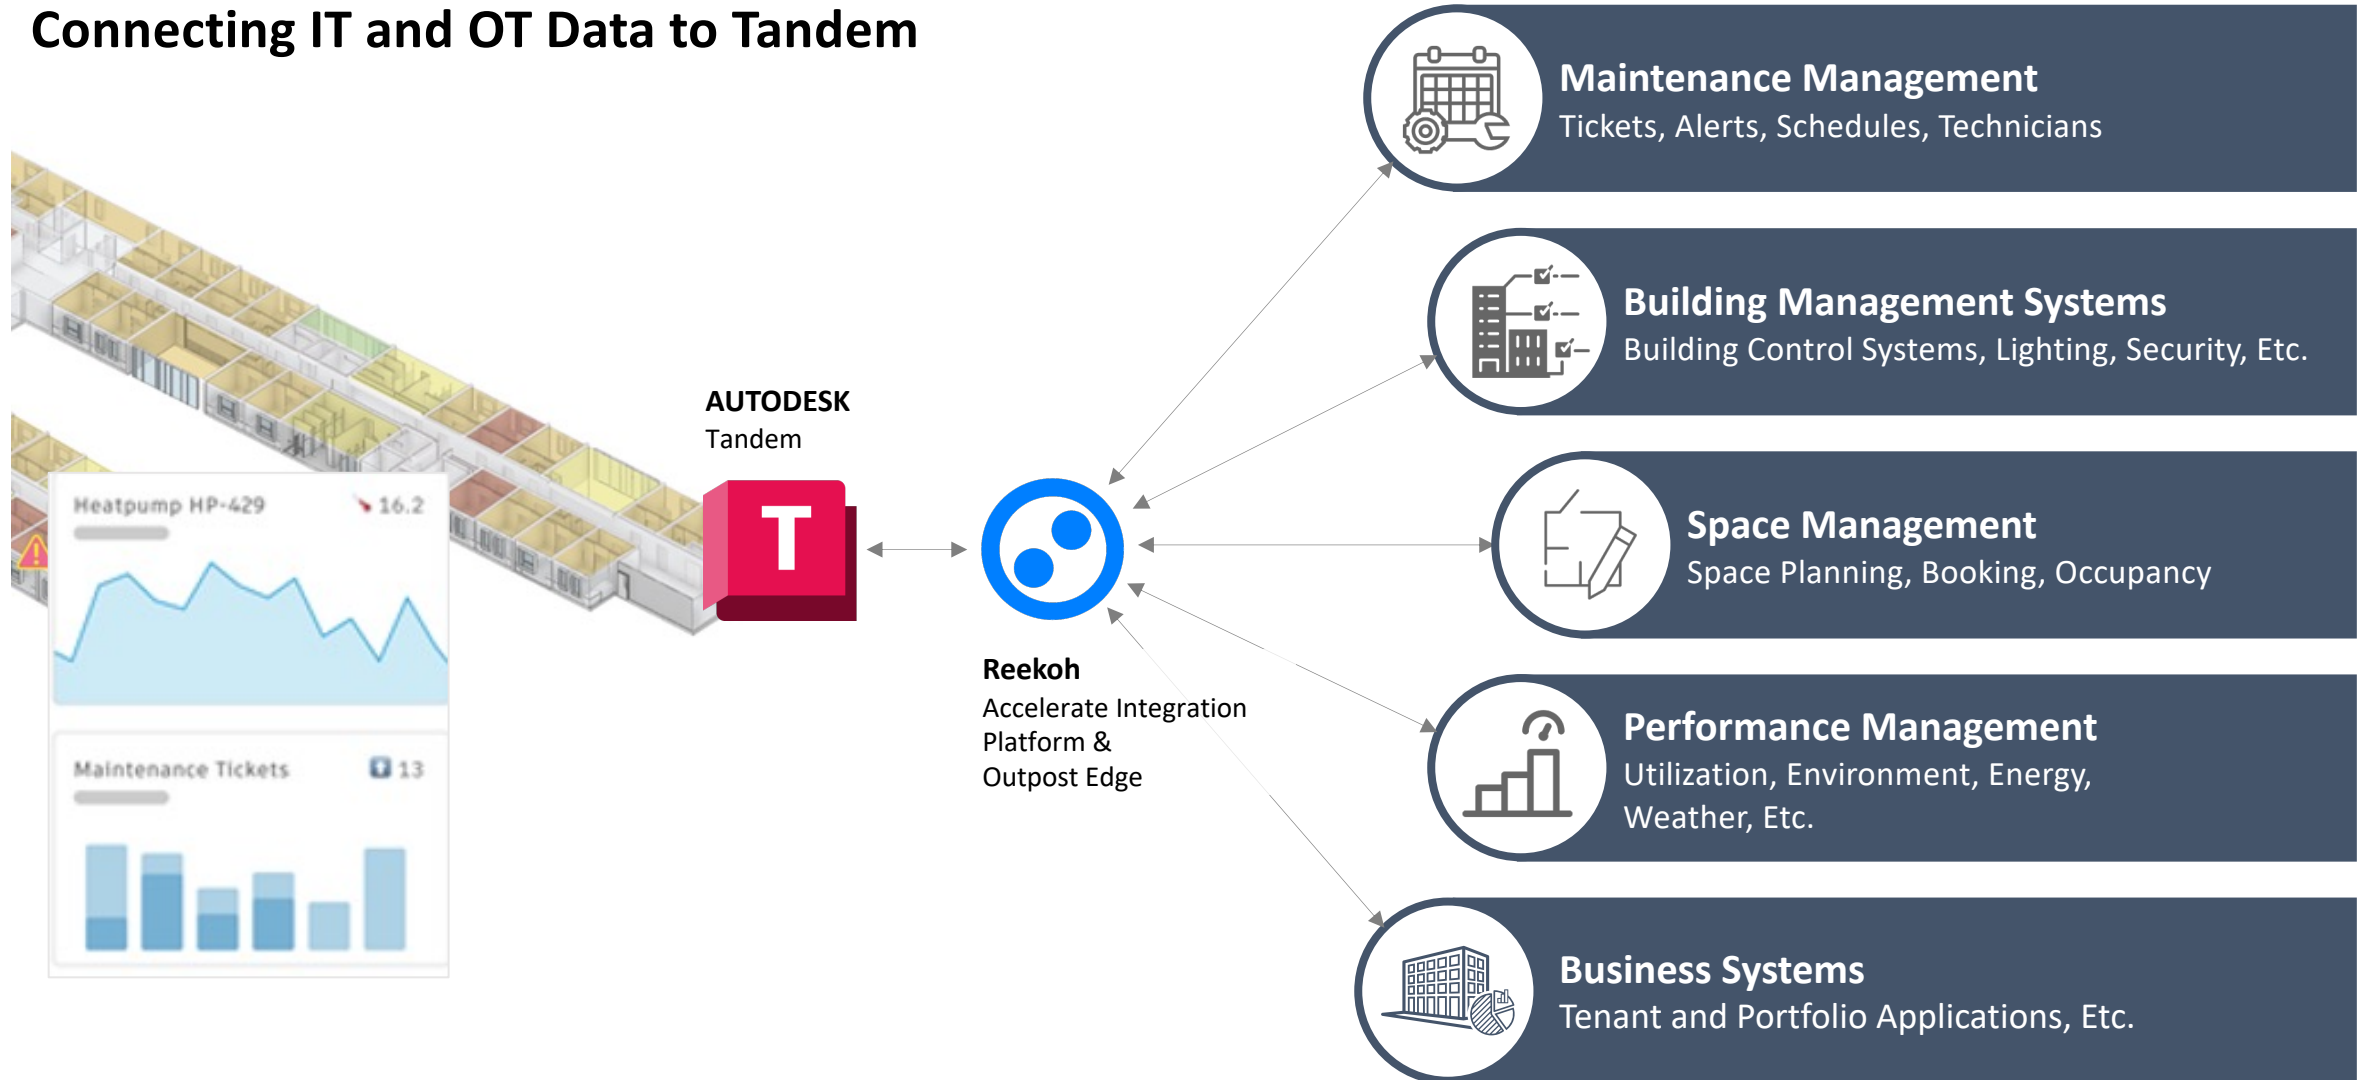 Connecting IT and OT Data to Tandem
Maintenance Management
Tickets, Alerts, Schedules, Technicians
Building Management Systems
Building Control Systems, Lighting, Security, Etc.
AUTODESK
Tandem
T
Heatpump HP-429
16.2
Space Management
Space Planning, Booking, Occupancy
Reekoh
Accelerate Integration
Platform &
Outpost Edge
Performance Management
Utilization, Environment, Energy,
Weather, Etc.
Maintenance Tickets
13
Business Systems
Tenant and Portfolio Applications, Etc.